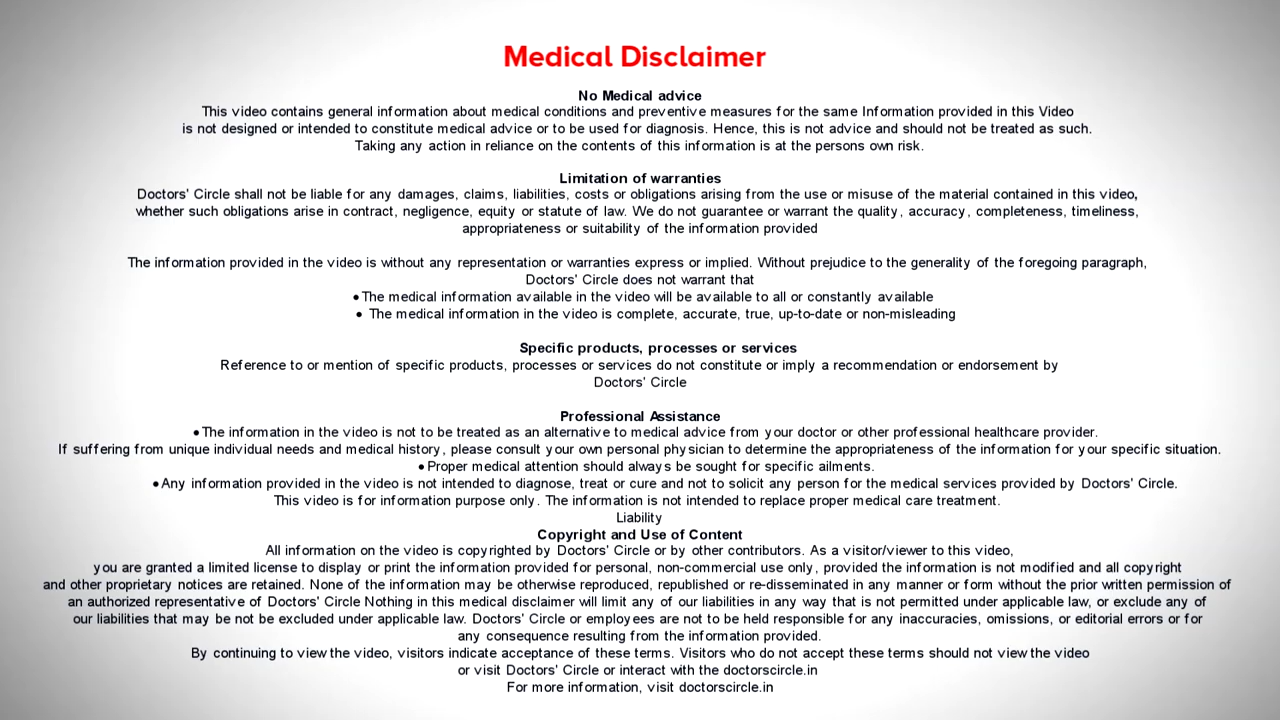 Medical Disclaimer
No Medical advice
This video contains general information about medical conditions and preventive measures for the same Information provided in this Video
is not designed or intended to constitute medical advice or to be used for diagnosis. Hence, this is not advice and should not be treated as such.
Taking any action in reliance on the contents of this information is at the persons own risk.
Limitation of warranties
Doctors' Circle shall not be liable for any damages, claims, liabilities, costs or obligations arising from the use or misuse of the material contained in this video,
whether such obligations arise in contract, negligence, equity or statute of law. We do not guarantee or warrant the quality, accuracy, completeness, timeliness,
appropriateness or suitability of the information provided
The information provided in the video is without any representation or warranties express or implied. Without prejudice to the generality of the foregoing paragraph,
Doctors' Circle does not warrant that
• The medical information available in the video will be available to all or constantly available
• The medical information in the video is complete, accurate, true, up-to-date or non-misleading
Specific products, processes or services
Reference to or mention of specific products, processes or services do not constitute or imply a recommendation or endorsement by
Doctors' Circle
Professional Assistance
• The information in the video is not to be treated as an alternative to medical advice from your doctor or other professional healthcare provider.
If suffering from unique individual needs and medical history, please consult your own personal physician to determine the appropriateness of the information for your specific situation.
• Proper medical attention should always be sought for specific ailments.
• Any information provided in the video is not intended to diagnose, treat or cure and not to solicit any person for the medical services provided by Doctors' Circle.
This video is for information purpose only. The information is not intended to replace proper medical care treatment.
Liability
Copyright and Use of Content
All information on the video is copyrighted by Doctors' Circle or by other contributors. As a visitor/viewer to this video,
you are granted a limited license to display or print the information provided for personal, non-commercial use only, provided the information is not modified and all copyright
and other proprietary notices are retained. None of the information may be otherwise reproduced, republished or re-disseminated in any manner or form without the prior written permission of
an authorized representative of Doctors' Circle Nothing in this medical disclaimer will limit any of our liabilities in any way that is not permitted under applicable law, or exclude any of
our liabilities that may be not be excluded under applicable law. Doctors' Circle or employees are not to be held responsible for any inaccuracies, omissions, or editorial errors or for
any consequence resulting from the information provided.
By continuing to view the video, visitors indicate acceptance of these terms. Visitors who do not accept these terms should not view the video
or visit Doctors' Circle or interact with the doctorscircle.in
For more information, visit doctorscircle.in